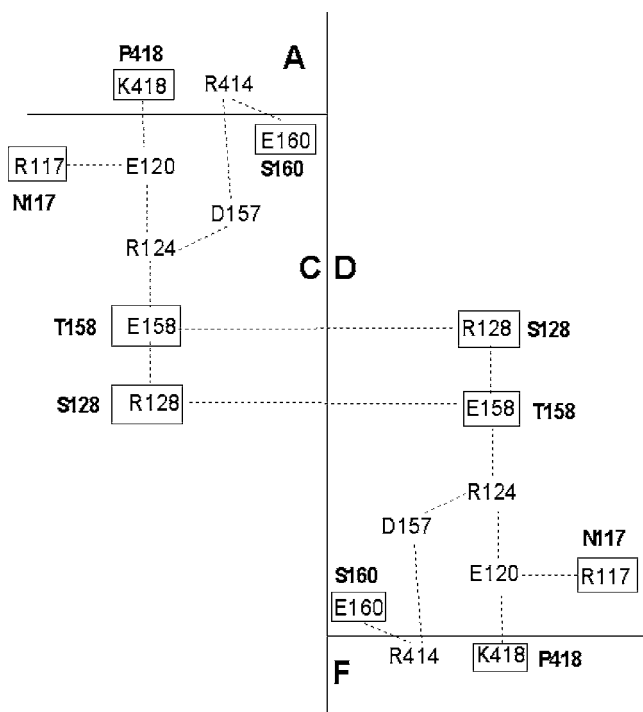 P418
A
K418
R414
E160
S160
R117
E120
N117
D157
R124
C D
T158
E158
R128
S128
S128
R128
E158
T158
R124
D157
N117
E120
R117
S160
E160
R414
K418
P418
F